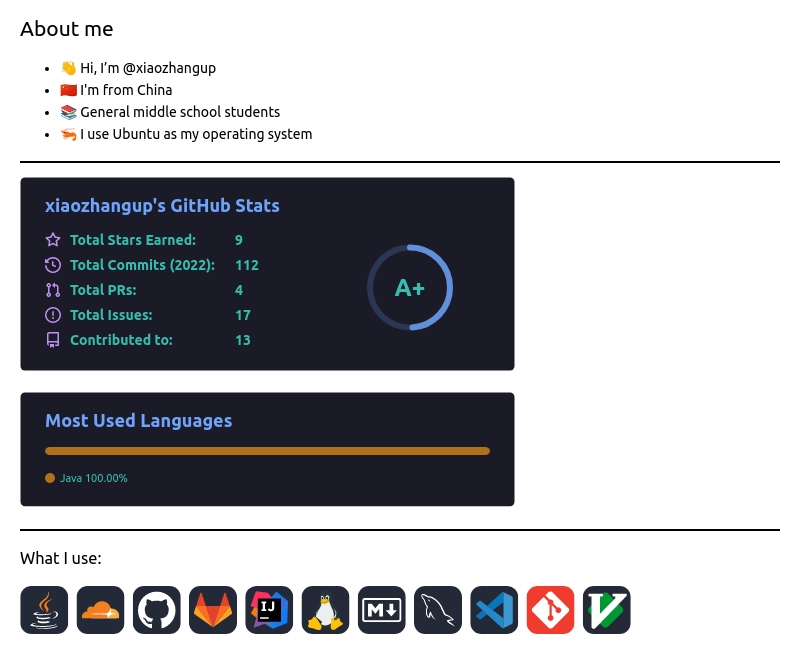 About me
👋 Hi, I’m @xiaozhangup
🇨🇳 I'm from China
📚 General middle school students
🦐 I use Ubuntu as my operating system
xiaozhangup's GitHub Stats
Total Stars Earned: 9
Total Commits (2022): 112
Total PRs: 4
Total Issues: 17
Contributed to: 13
A+
Most Used Languages
Java 100.00%
What I use:
IJ
M